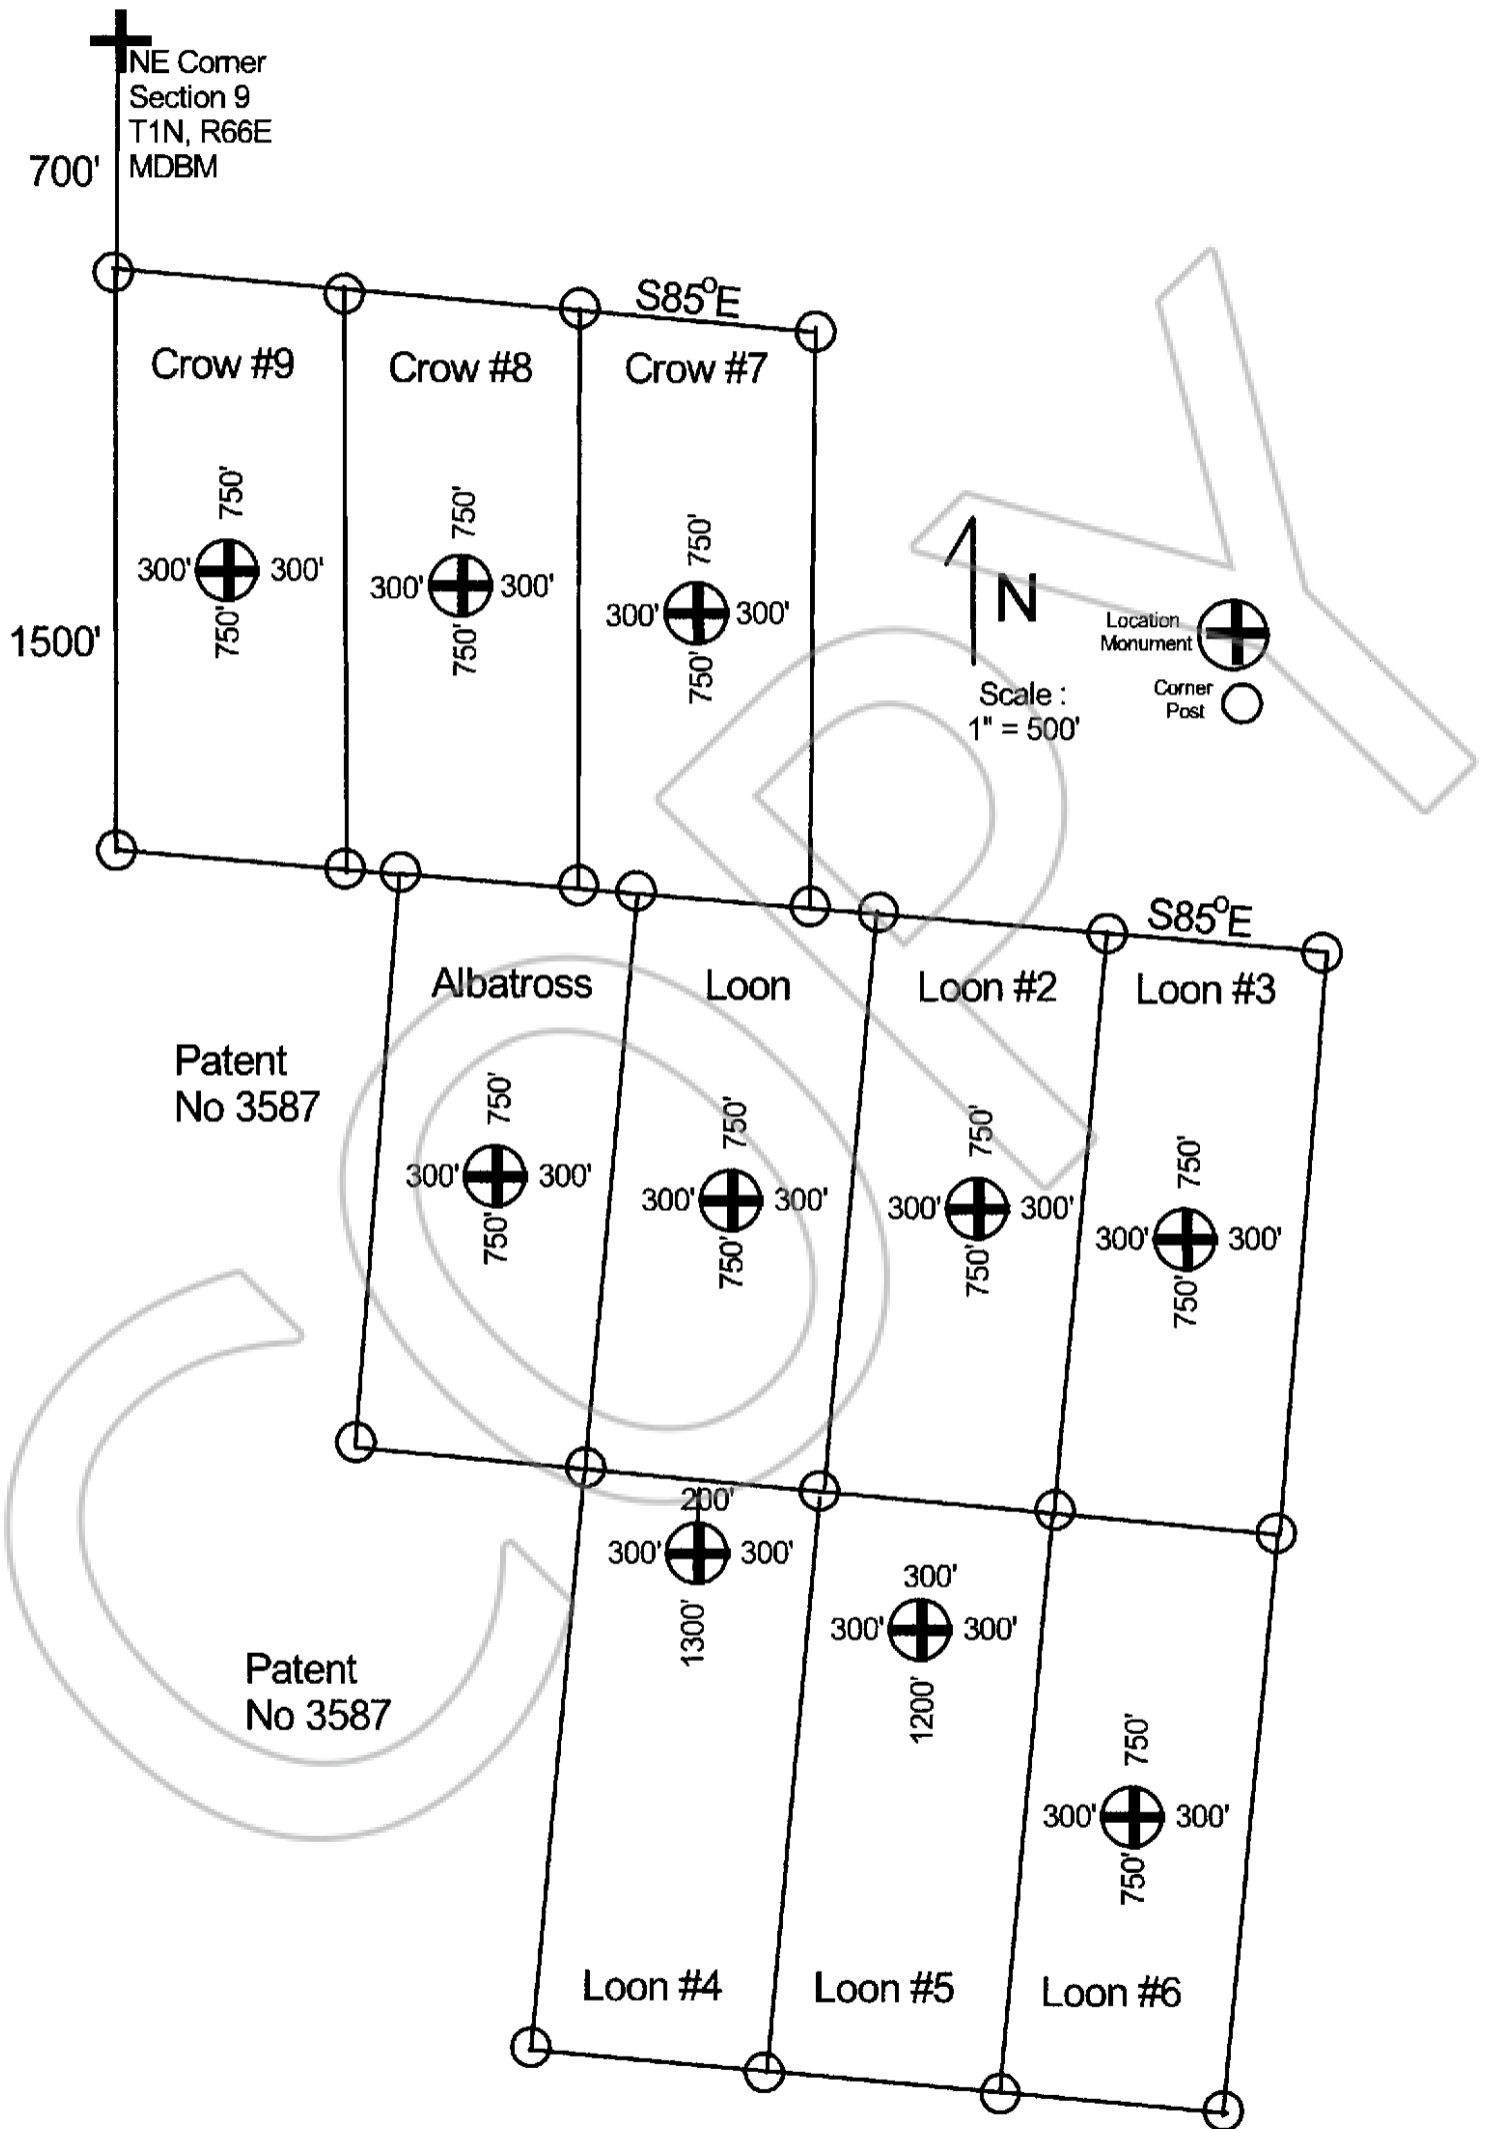 NE Corner
Section 9
T1N, R66E
MDBM
700'
S85°E
Crow #9
Crow #8
Crow #7
750'
300'
300'
750'
750'
300'
300'
750'
750'
300'
300'
750'
1500'
N
Scale :
1" = 500'
Location
Monument
Corner
Post
S85°E
Albatross
Loon
Loon #2
Loon #3
Patent
No 3587
750'
300'
300'
750'
750'
300'
300'
750'
750'
300'
300'
750'
750'
300'
300'
750'
200'
300'
300'
1300'
300'
300'
300'
1200'
Patent
No 3587
750'
300'
300'
750'
Loon #4
Loon #5
Loon #6
COPY